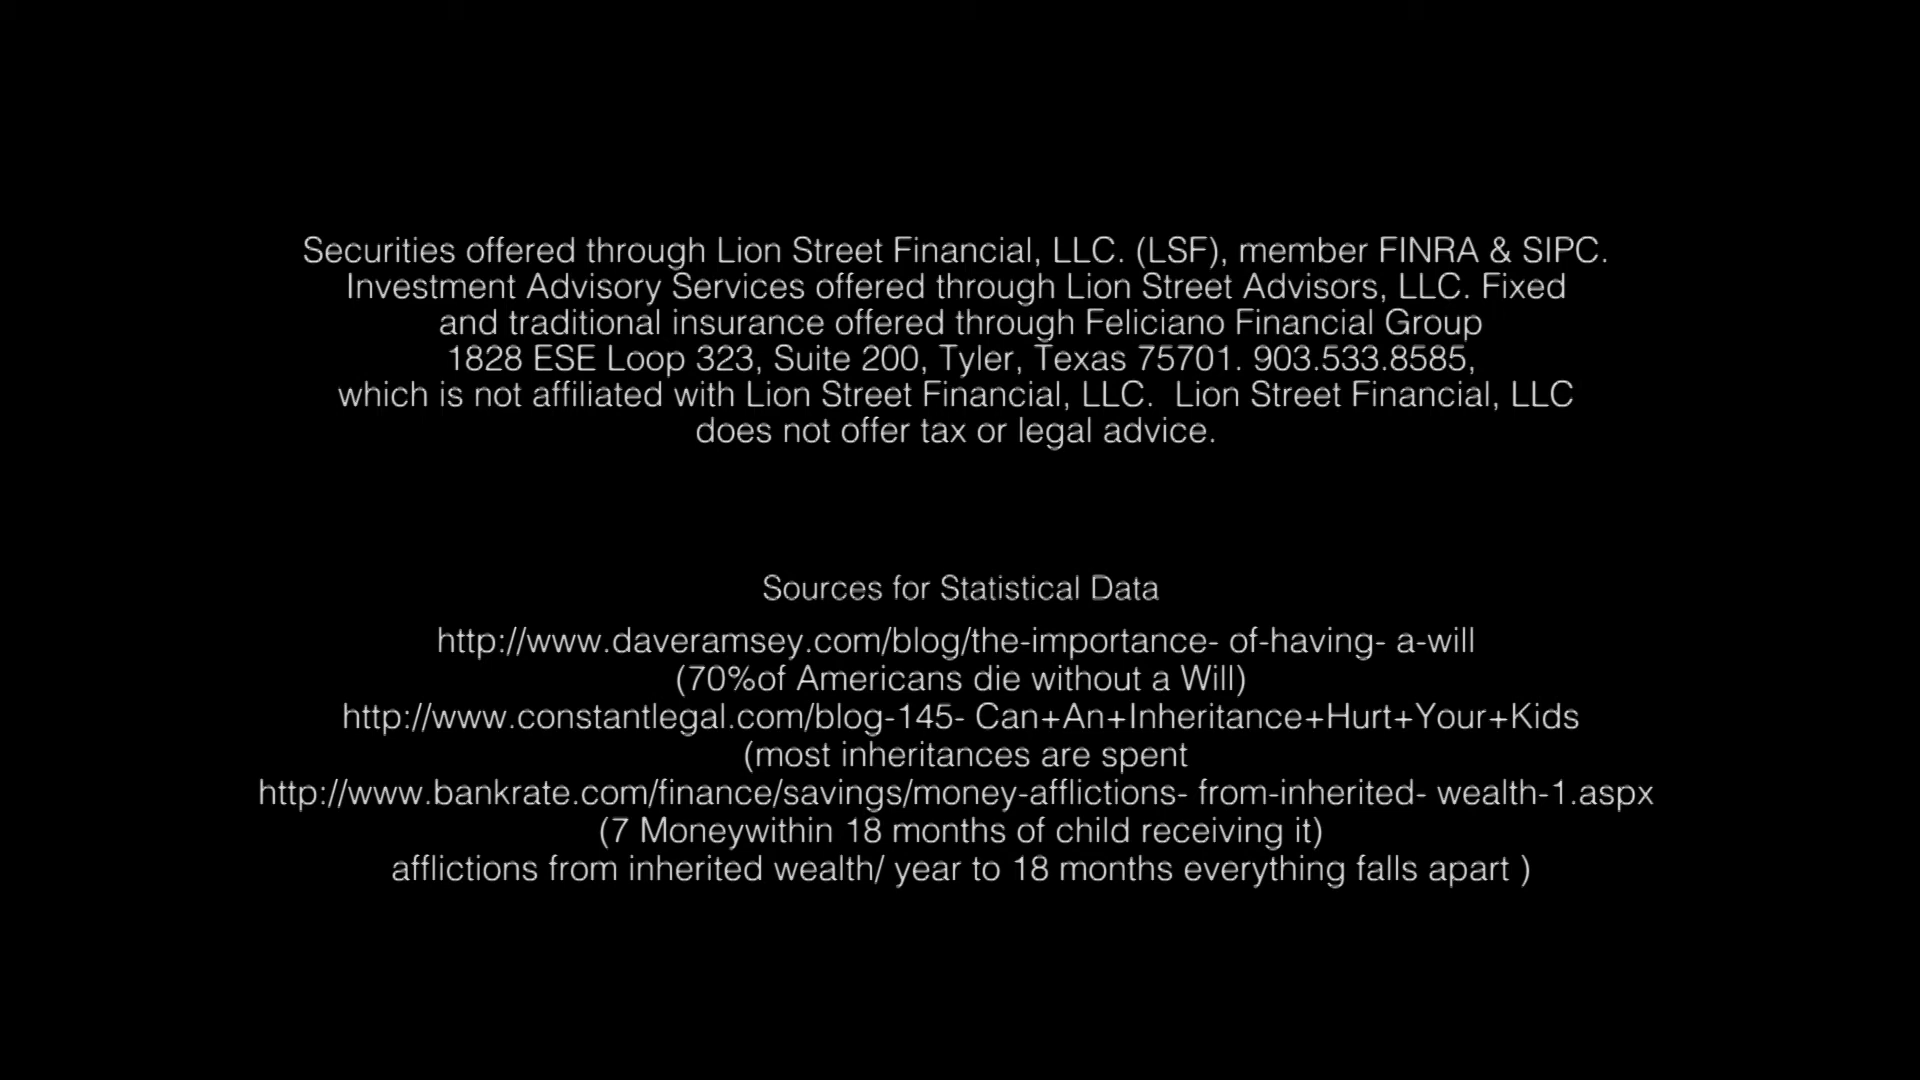 Securities offered through Lion Street Financial, LLC. (LSF), member FINRA & SIPC.
Investment Advisory Services offered through Lion Street Advisors, LLC. Fixed
and traditional insurance offered through Feliciano Financial Group
1828 ESE Loop 323, Suite 200, Tyler, Texas 75701. 903.533.8585,
which is not affiliated with Lion Street Financial, LLC.  Lion Street Financial, LLC
does not offer tax or legal advice.
Sources for Statistical Data
http://www.daveramsey.com/blog/the-importance- of-having- a-will
(70%of Americans die without a Will)
http://www.constantlegal.com/blog-145- Can+An+Inheritance+Hurt+Your+Kids
(most inheritances are spent
http://www.bankrate.com/finance/savings/money-afflictions- from-inherited- wealth-1.aspx
(7 Moneywithin 18 months of child receiving it)
afflictions from inherited wealth/ year to 18 months everything falls apart )